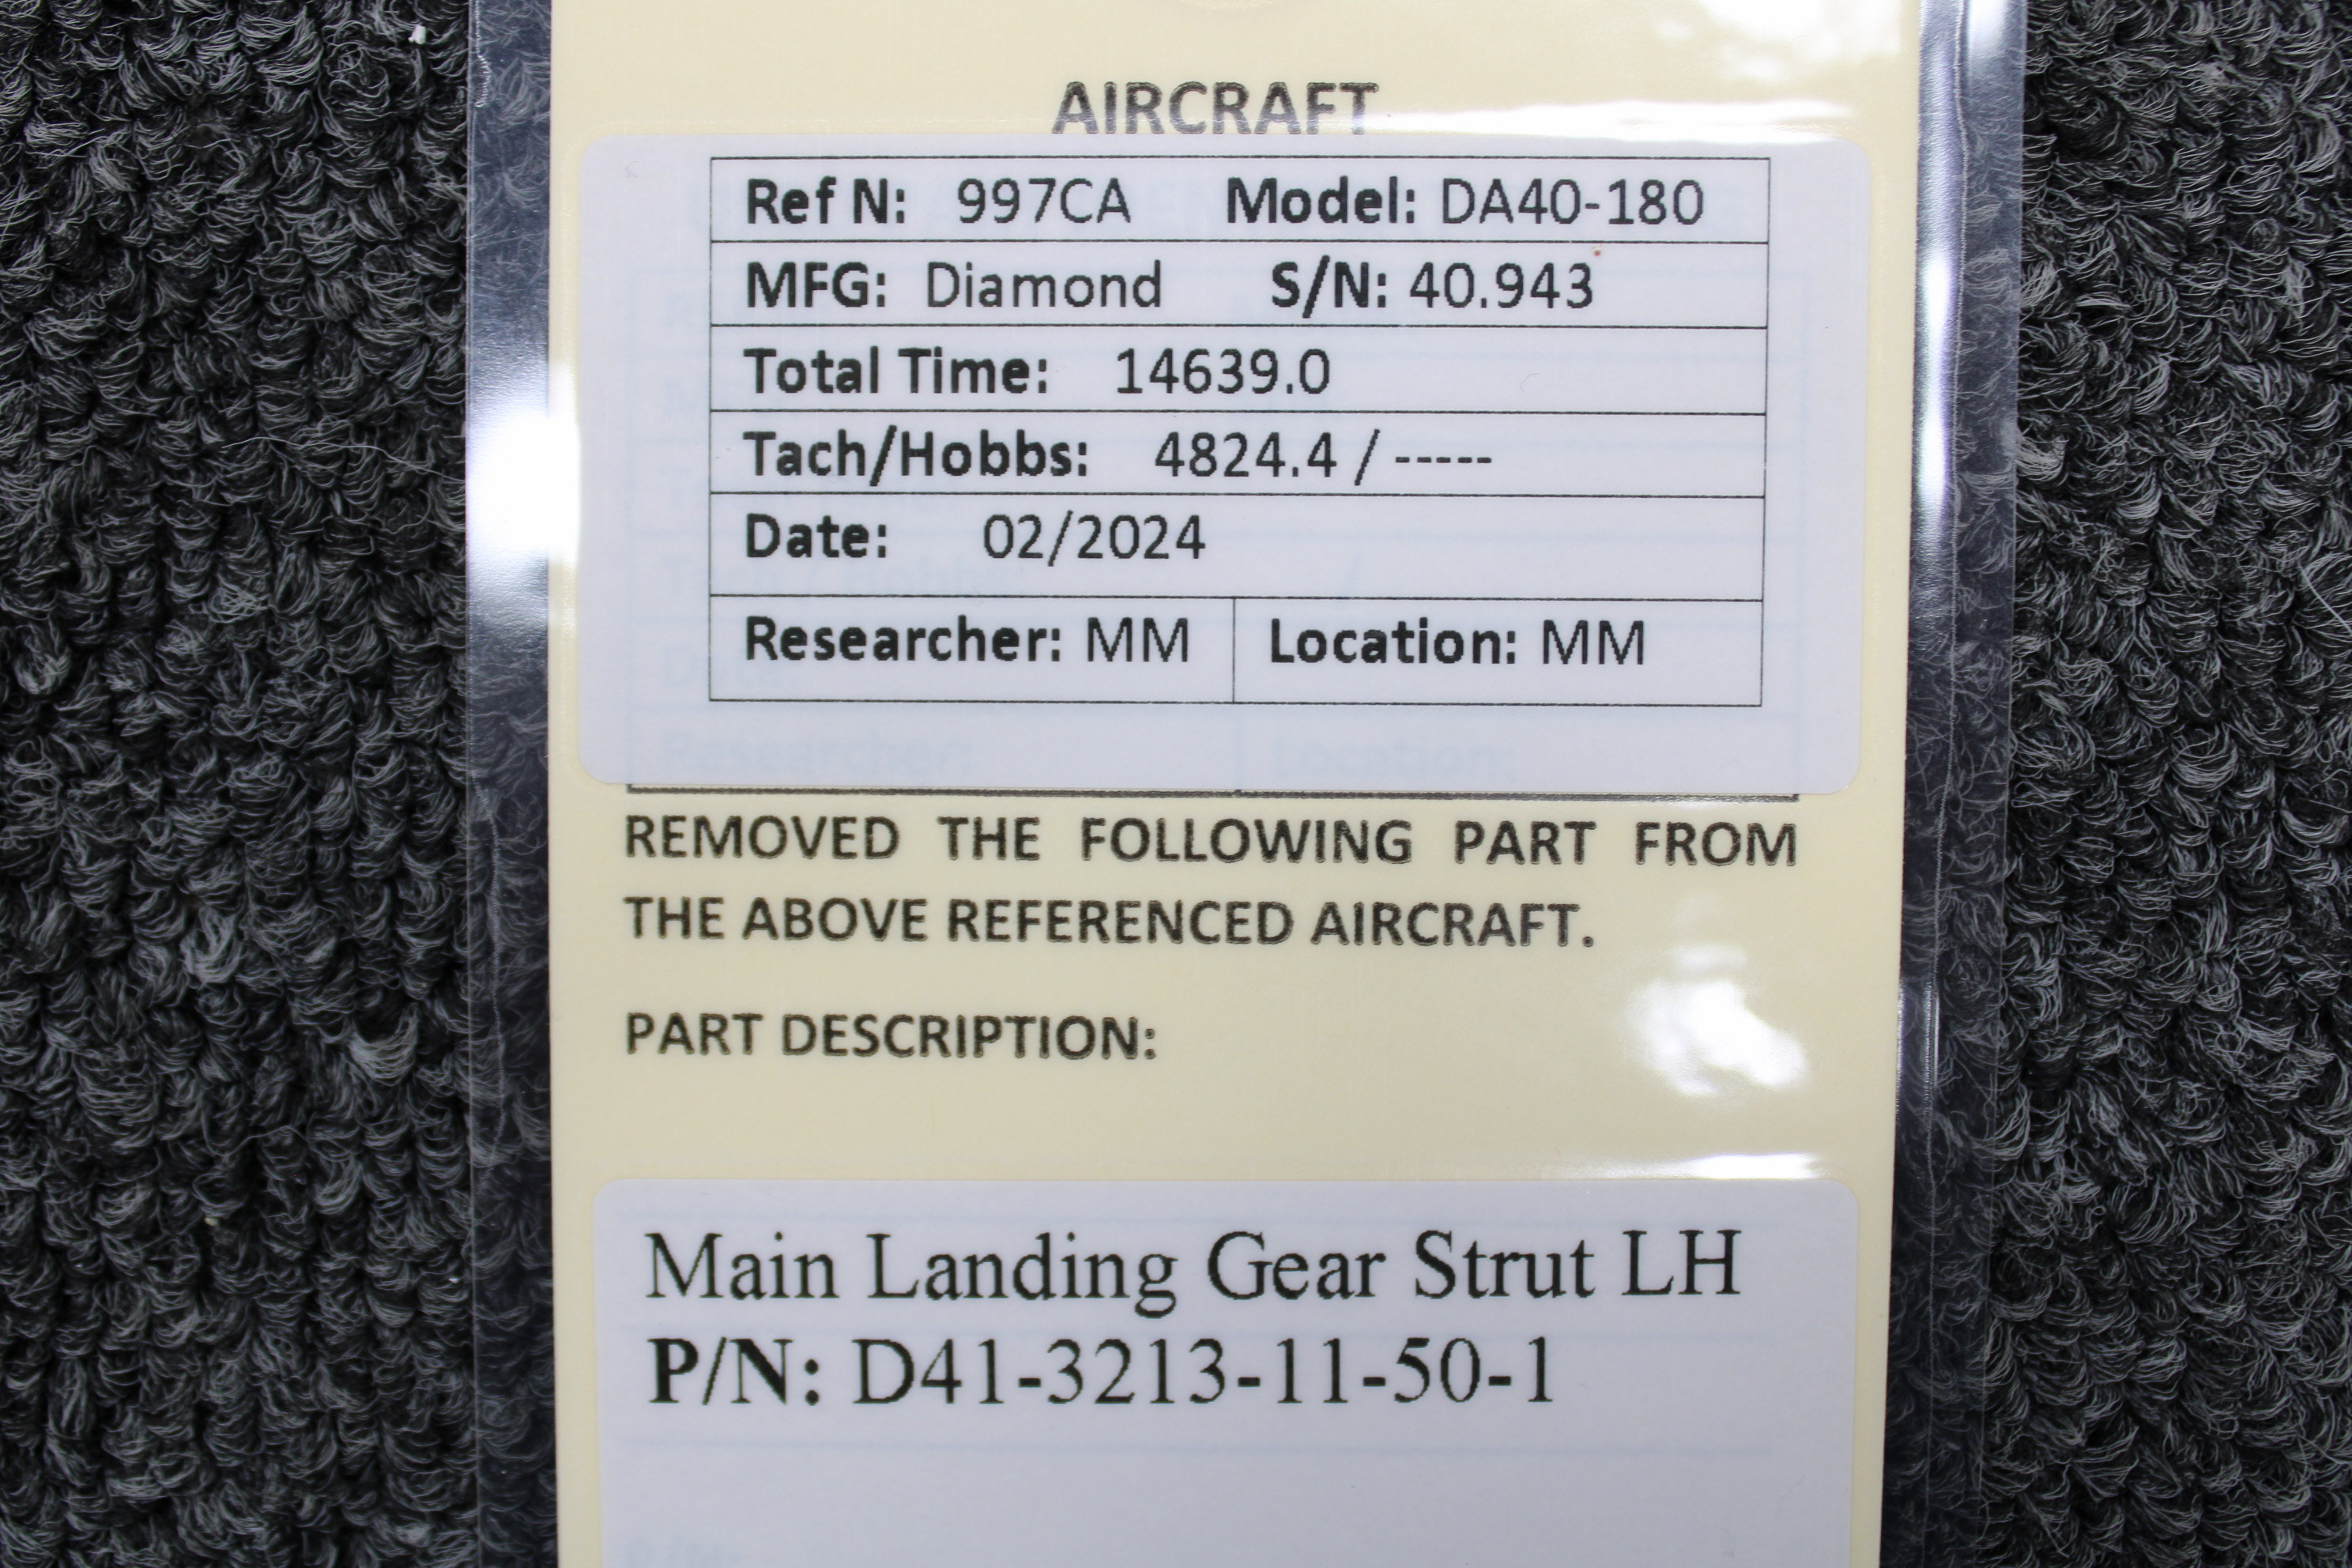 AIRCRAFT
Ref N: 997CA Model: DA40-180
MFG: Diamond S/N: 40.943
Total Time: 14639.0
Tach/Hobbs: 4824.4 / -----
Date: 02/2024
Researcher: MM Location: MM
Researcher: Location:
REMOVED THE FOLLOWING PART FROM
THE ABOVE REFERENCED AIRCRAFT.
PART DESCRIPTION:
Main Landing Gear Strut LH
P/N: D41-3213-11-50-1
P/N: